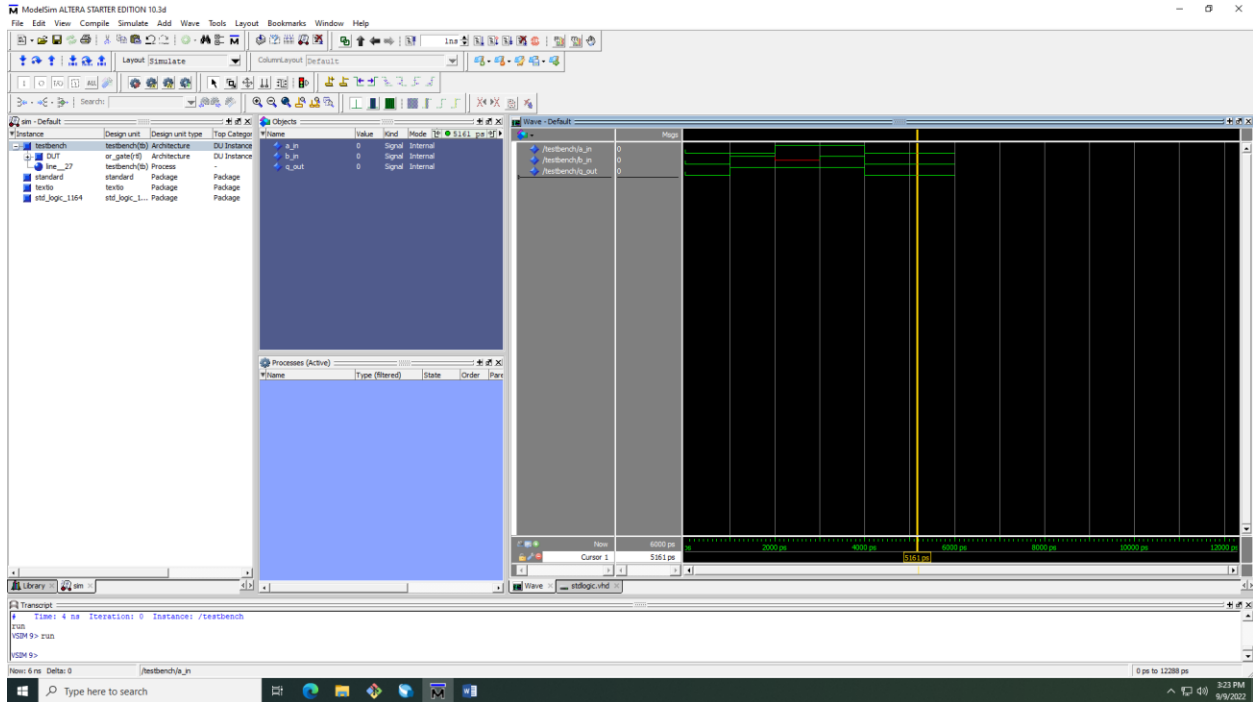 ModelSim ALTERA STARTER EDITION 10.3d
File Edit View Compile Simulate Add Wave Tools Layout Bookmarks Window Help
1ns
Layout Simulate
ColumnLayout Default
Search:
sim - Default
Instance Design unit Design unit type Top Categor
testbench testbench(tb) Architecture DU Instance
DUT or_gate(rtl) Architecture DU Instance
line__27 testbench(tb) Process -
standard standard Package Package
textio textio Package Package
std_logic_1164 std_logic_1... Package Package
Objects
Name Value Kind Mode 5161 ps
a_in 0 Signal Internal
b_in 0 Signal Internal
q_out 0 Signal Internal
Processes (Active)
Name Type (filtered) State Order Pare
Wave - Default
Msgs
/testbench/a_in 0
/testbench/b_in 0
/testbench/q_out 0
Now 6000 ps
Cursor 1 5161 ps
2000 ps 4000 ps 6000 ps 8000 ps 10000 ps 12000 ps
5161 ps
Library sim
Wave stdlogic.vhd
Transcript
# Time: 4 ns Iteration: 0 Instance: /testbench
run
VSIM 9> run
VSIM 9>
Now: 6 ns Delta: 0 /testbench/a_in 0 ps to 12288 ps
Type here to search
3:23 PM
9/9/2022